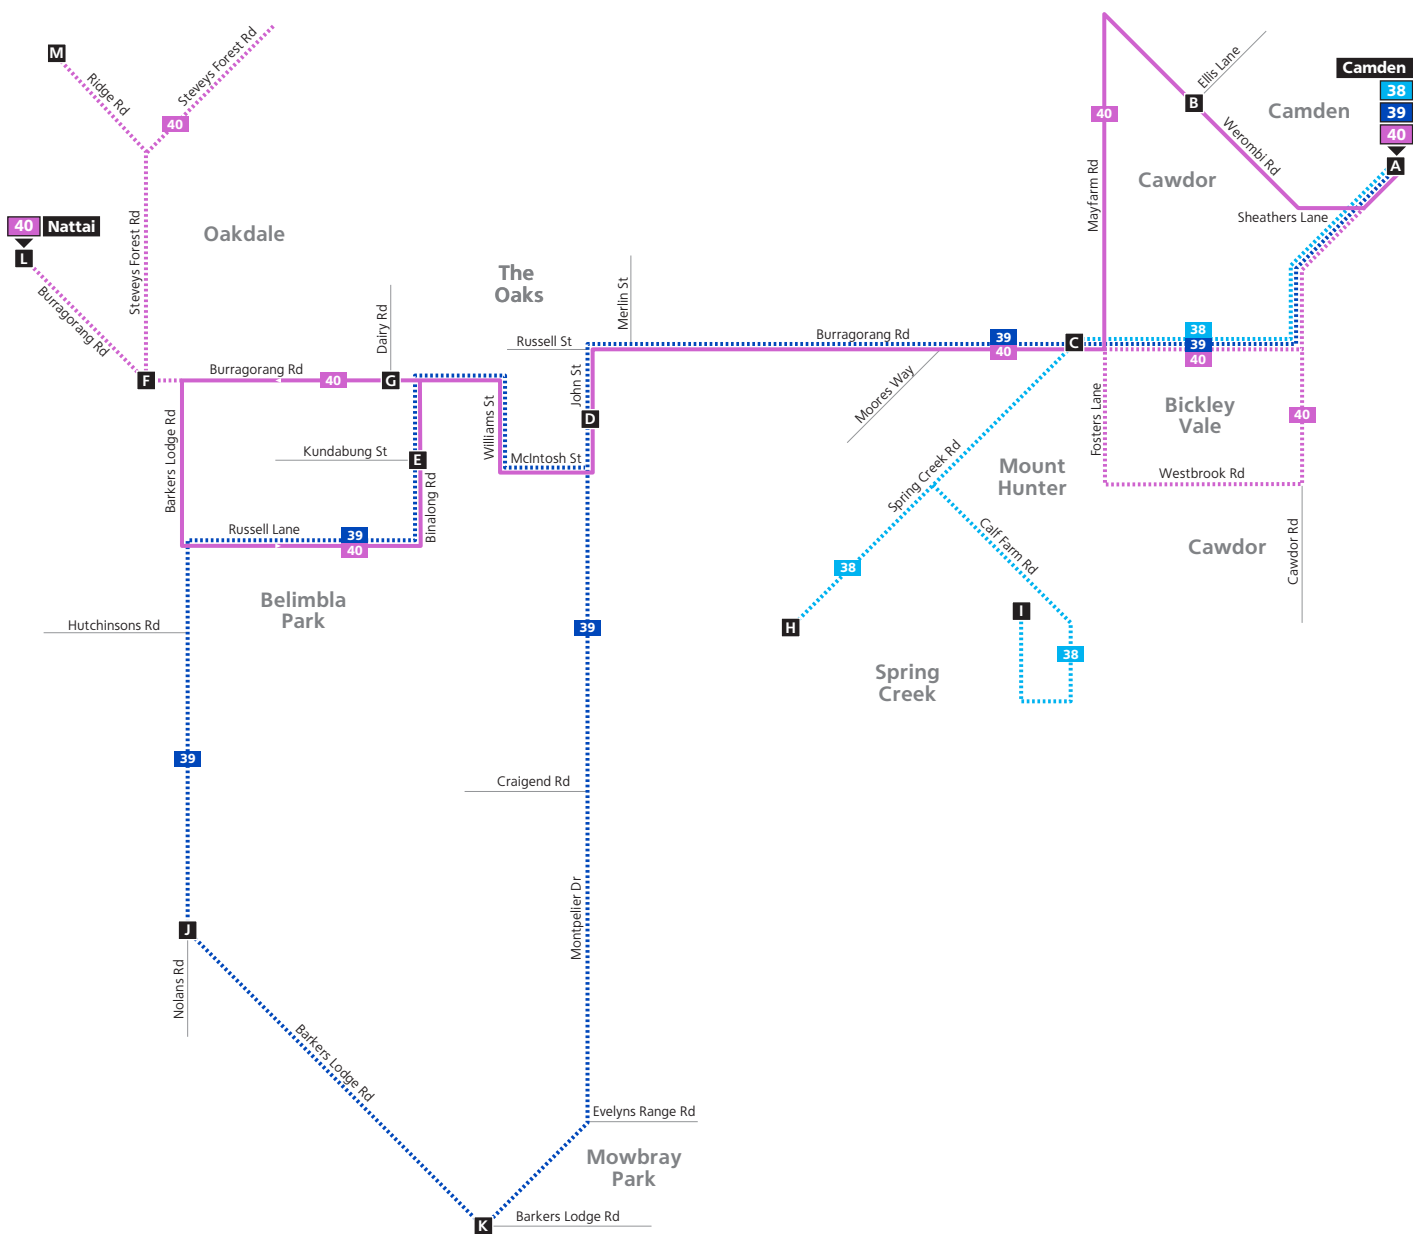 M
Ridge Rd
Steveys Forest Rd
40
Steveys Forest Rd
40 Nattai
L
Burragorang Rd
F
Oakdale
The
Oaks
Burragorang Rd
40
Dairy Rd
G
Kundabung St
E
Barkers Lodge Rd
Binalong Rd
Russell Lane
39
40
Williams St
McIntosh St
Russell St
John St
D
Merlin St
Burragorang Rd
39
40
Moores Way
C
Mayfarm Rd
40
B
Ellis Lane
Werombi Rd
Camden
38
39
40
A
Camden
Cawdor
Sheathers Lane
38
39
40
Fosters Lane
Bickley
Vale
40
Westbrook Rd
Cawdor
Cawdor Rd
Mount
Hunter
Spring Creek Rd
38
H
Calf Farm Rd
I
38
Spring
Creek
Belimbla
Park
Hutchinsons Rd
39
39
Craigend Rd
J
Nolans Rd
Montpelier Dr
Barkers Lodge Rd
Evelyns Range Rd
Mowbray
Park
K
Barkers Lodge Rd